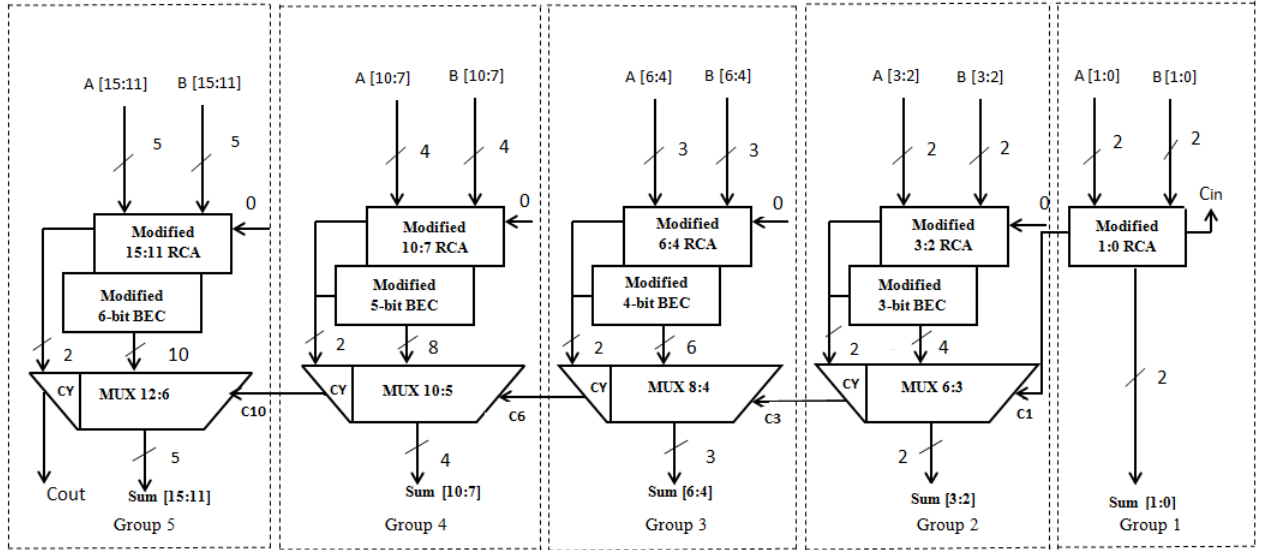 A [15:11]
B [15:11]
A [10:7]
B [10:7]
A [6:4]
B [6:4]
A [3:2]
B [3:2]
A [1:0]
B [1:0]
5
5
4
4
3
3
2
2
2
2
0
0
0
0
Cin
Modified
15:11 RCA
Modified
10:7 RCA
Modified
6:4 RCA
Modified
3:2 RCA
Modified
1:0 RCA
Modified
6-bit BEC
Modified
5-bit BEC
Modified
4-bit BEC
Modified
3-bit BEC
2
10
2
8
2
6
2
4
2
CY
MUX 12:6
C10
CY
MUX 10:5
C6
CY
MUX 8:4
C3
CY
MUX 6:3
C1
5
4
3
2
Cout
Sum [15:11]
Sum [10:7]
Sum [6:4]
Sum [3:2]
Sum [1:0]
Group 5
Group 4
Group 3
Group 2
Group 1